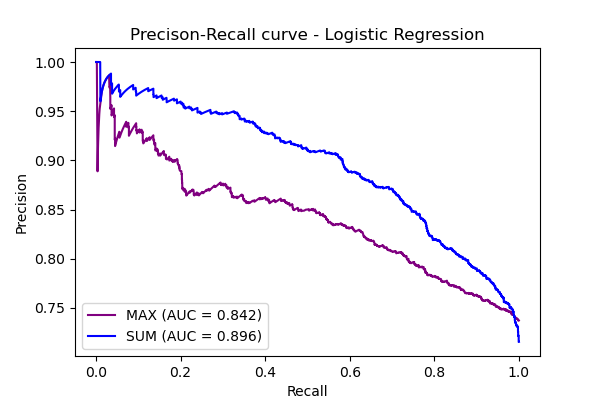 Precison-Recall curve - Logistic Regression
1.00
0.95
0.90
0.85
0.80
0.75
Precision
MAX (AUC = 0.842)
SUM (AUC = 0.896)
0.0 0.2 0.4 0.6 0.8 1.0
Recall